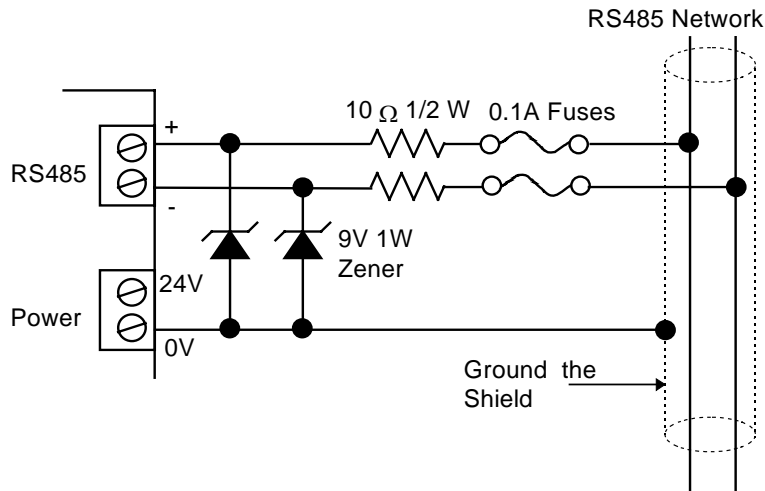 RS485 Network
10 Ω 1/2 W
0.1A Fuses
+
RS485
-
9V 1W
Zener
24V
Power
0V
Ground the
Shield